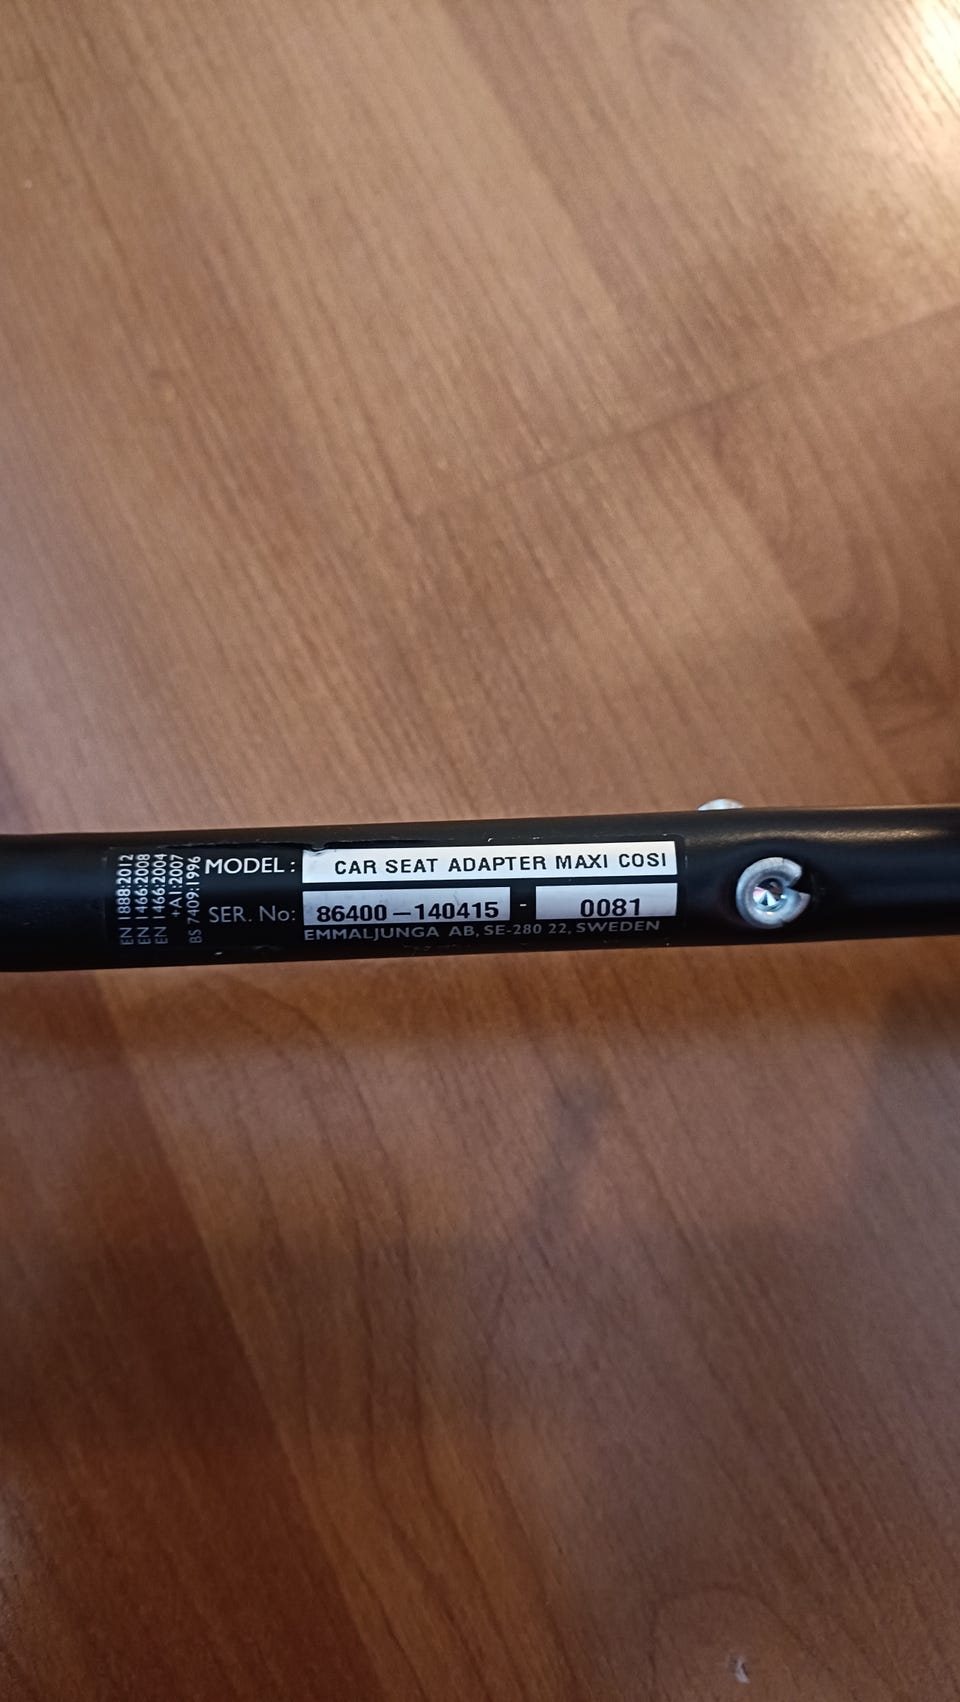 EN 1888:2012
EN 1466:2008
EN 1466:2004
+A1:2007
BS 7409:1996
MODEL : CAR SEAT ADAPTER MAXI COSI
SER. No: 86400-140415 - 0081
EMMALJUNGA AB, SE-280 22, SWEDEN